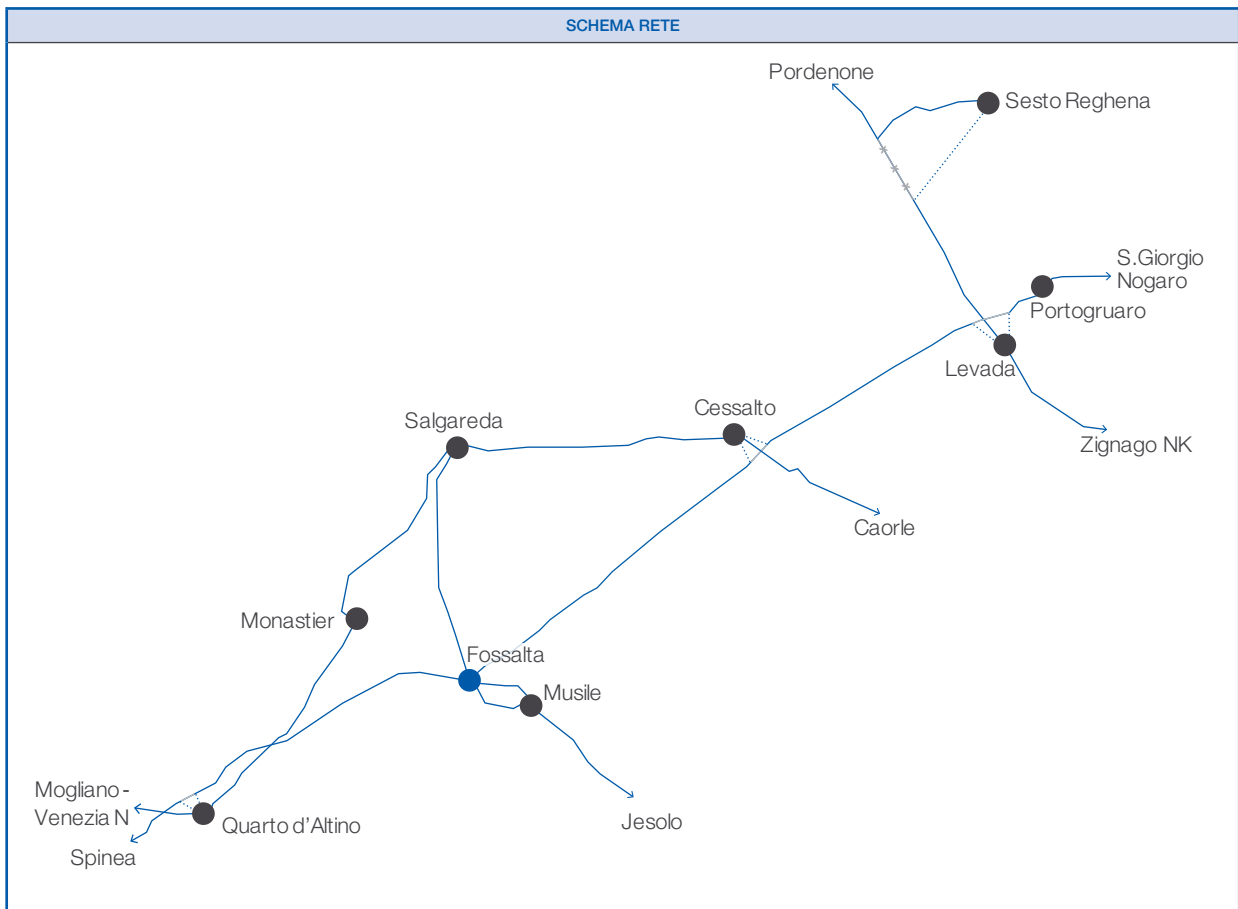 SCHEMA RETE
Pordenone
Sesto Reghena
S.Giorgio
Nogaro
Portogruaro
Levada
Zignago NK
Cessalto
Salgareda
Caorle
Monastier
Fossalta
Musile
Mogliano -
Venezia N
Quarto d'Altino
Jesolo
Spinea